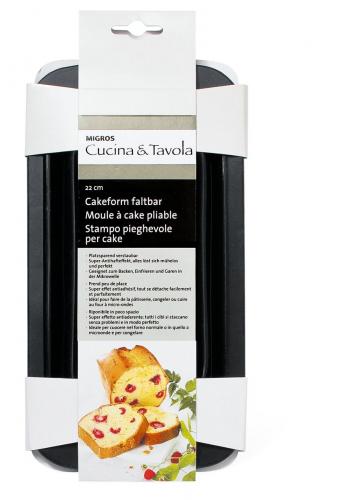 MIGROS
Cucina & Tavola
22 cm
Cakeform faltbar
Moule à cake pliable
Stampo pieghevole
per cake
- Platzsparend verstaubar
- Super-Antihafteffekt, alles löst sich mühelos
und perfekt
- Geeignet zum Backen, Einfrieren und Garen in
der Mikrowelle
- Prend peu de place
- Super effet antiadhésif, tout se détache facilement
et parfaitement
- Idéal pour faire de la pâtisserie, congeler ou cuire
au four à micro-ondes
- Riponibile in poco spazio
- Super effetto antiaderente: tutti i cibi si staccano
senza problemi e in modo perfetto
- Ideale per cuocere nel forno normale o in quello a
microonde e per congelare